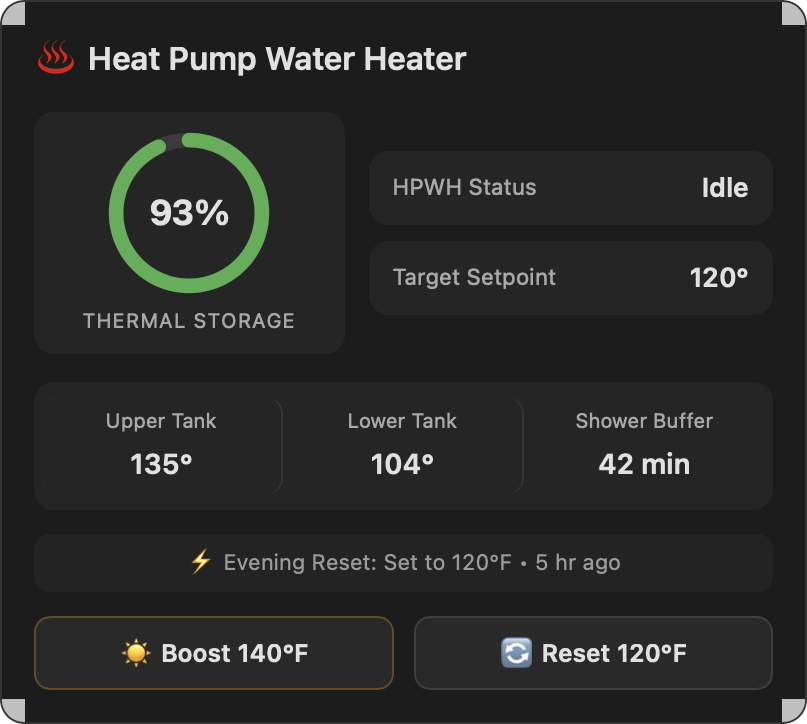 Heat Pump Water Heater
93%
THERMAL STORAGE
HPWH Status Idle
Target Setpoint 120°
Upper Tank Lower Tank Shower Buffer
135° 104° 42 min
Evening Reset: Set to 120°F • 5 hr ago
Boost 140°F Reset 120°F